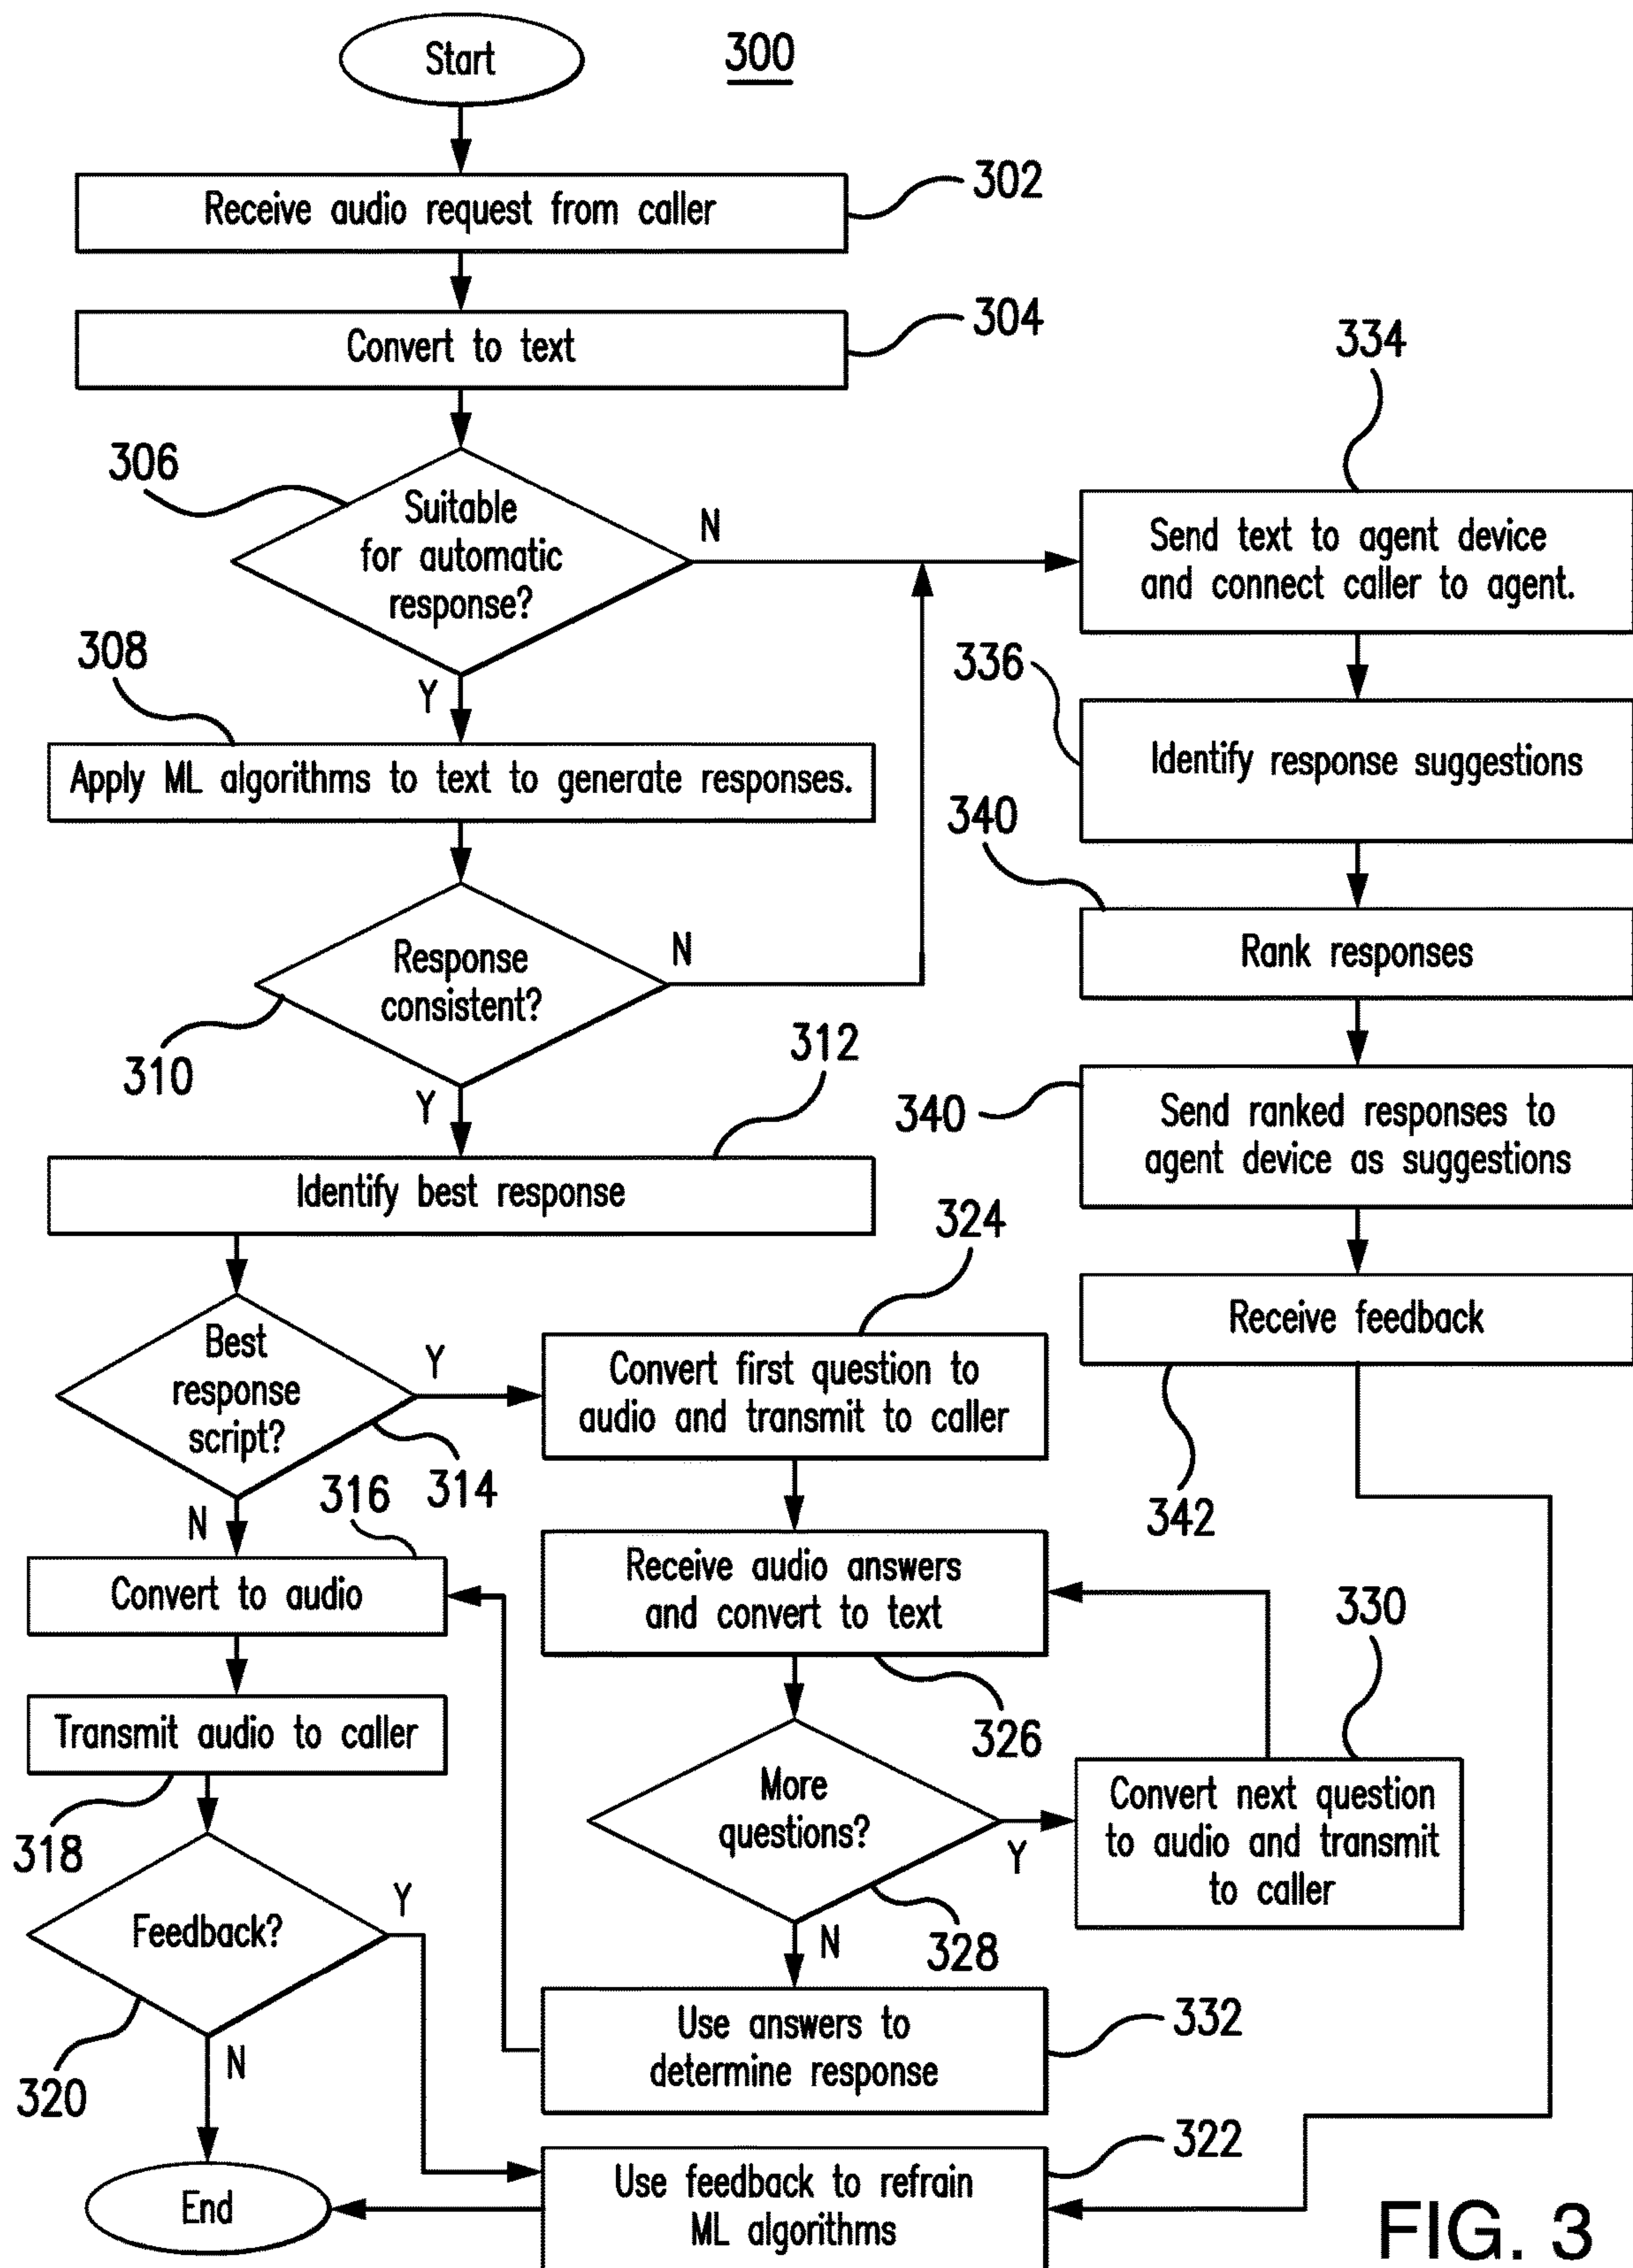 Start
300
Receive audio request from caller
302
Convert to text
304
306
Suitable
for automatic
response?
N
Y
334
Send text to agent device
and connect caller to agent.
308
Apply ML algorithms to text to generate responses.
336
Identify response suggestions
340
Rank responses
Response
consistent?
N
310
Y
312
Identify best response
340
Send ranked responses to
agent device as suggestions
324
Receive feedback
342
Best
response
script?
Y
314
N
Convert first question to
audio and transmit to caller
316
Convert to audio
Receive audio answers
and convert to text
326
330
Transmit audio to caller
318
More
questions?
Y
328
N
Convert next question
to audio and transmit
to caller
Feedback?
Y
320
N
Use answers to
determine response
332
322
Use feedback to refrain
ML algorithms
End
FIG. 3